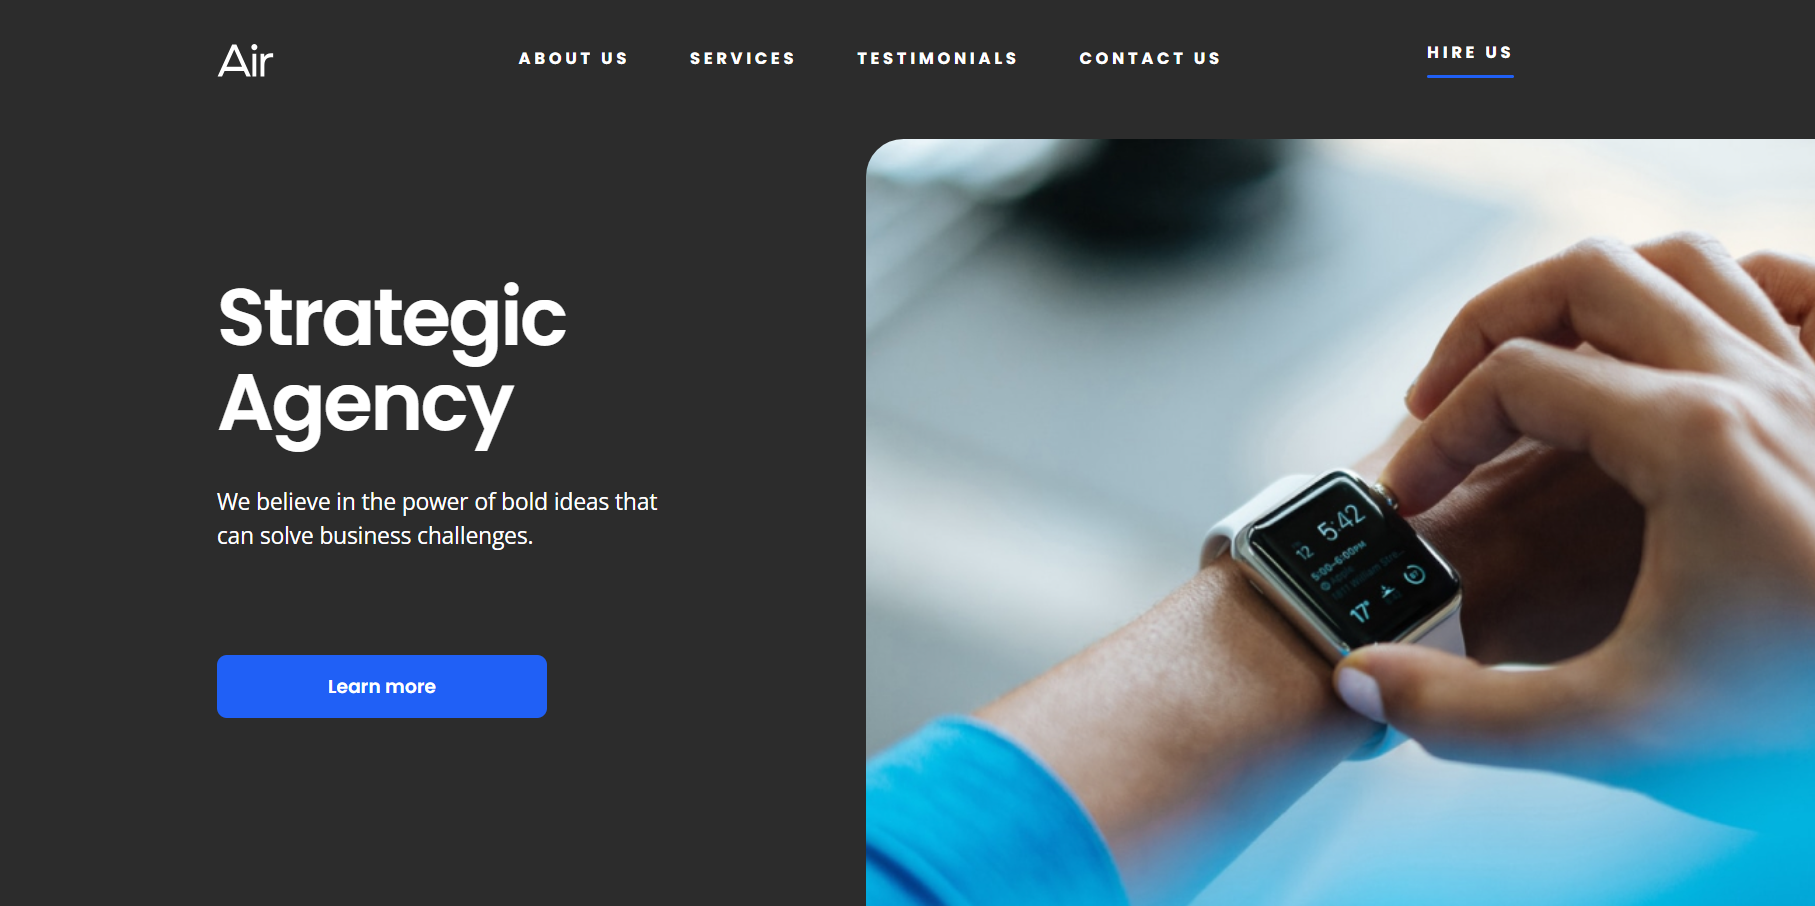 Air
ABOUT US
SERVICES
TESTIMONIALS
CONTACT US
HIRE US
Strategic
Agency
We believe in the power of bold ideas that
can solve business challenges.
Learn more
5:42
12
5:00–6:00PM
17°